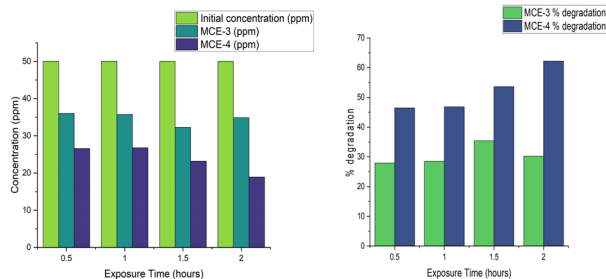 Initial concentration (ppm)
MCE-3 (ppm)
MCE-4 (ppm)
Concentration (ppm)
50
40
30
20
10
0
0.5 1 1.5 2
Exposure Time (hours)
MCE-3 % degradation
MCE-4 % degradation
% degradation
70
60
50
40
30
20
10
0
0.5 1 1.5 2
Exposure Time (hours)